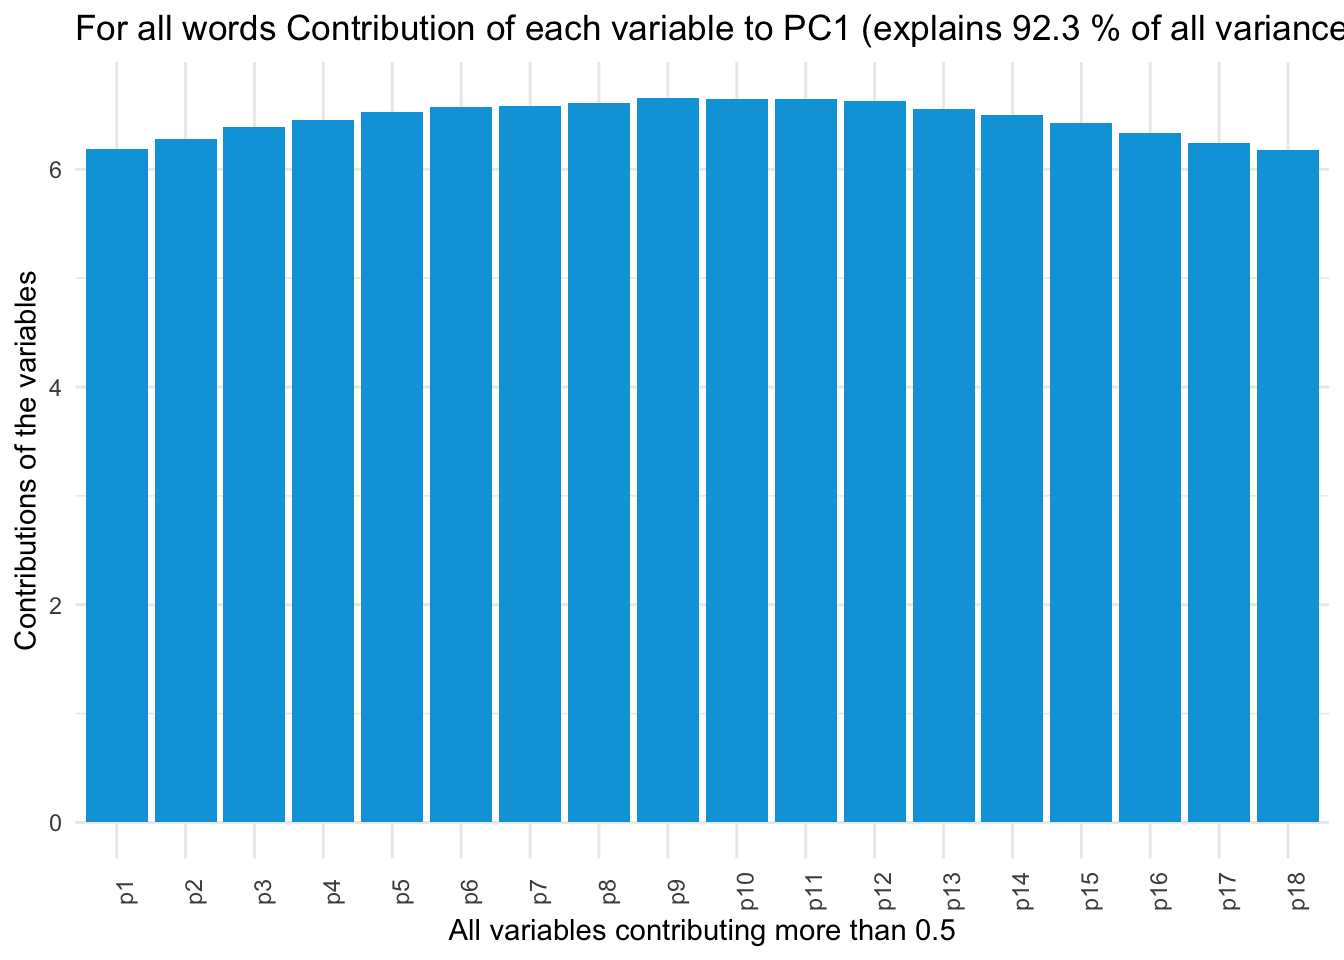 For all words Contribution of each variable to PC1 (explains 92.3 % of all variance
Contributions of the variables
6
4
2
0
p1
p2
p3
p4
p5
p6
p7
p8
p9
p10
p11
p12
p13
p14
p15
p16
p17
p18
All variables contributing more than 0.5